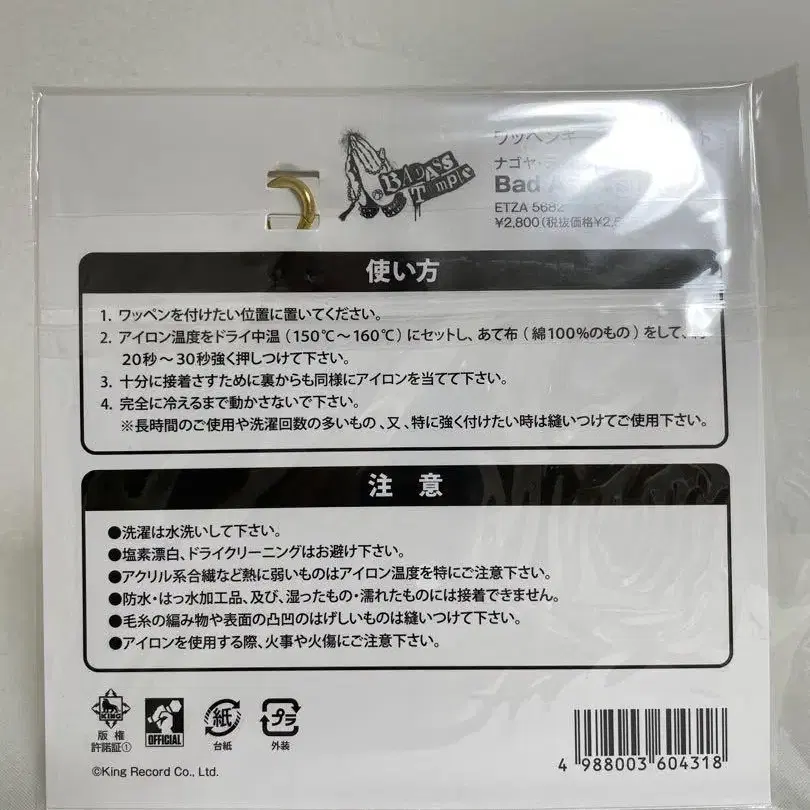 BAD ASS
Temple
ワッペンキー
ナゴヤ・
Bad A
ETZA 5682
¥2,800(税抜価格¥2,5
使い方
1. ワッペンを付けたい位置に置いてください。
2. アイロン温度をドライ中温(150℃～160℃)にセットし、あて布(綿100%のもの)をして、
20秒～30秒強く押しつけて下さい。
3. 十分に接着さすために裏からも同様にアイロンを当てて下さい。
4. 完全に冷えるまで動かさないで下さい。
※長時間のご使用や洗濯回数の多いもの、又、特に強く付けたい時は縫いつけてご使用下さい。
注 意
●洗濯は水洗いして下さい。
●塩素漂白、ドライクリーニングはお避け下さい。
●アクリル系合繊など熱に弱いものはアイロン温度を特にご注意下さい。
●防水・はっ水加工品、及び、湿ったもの・濡れたものには接着できません。
●毛糸の編み物や表面の凸凹のはげしいものは縫いつけて下さい。
●アイロンを使用する際、火事や火傷にご注意下さい。
KING
版権
許諾証①
OFFICIAL
紙
台紙
プラ
外装
©King Record Co., Ltd.
4 988003 604318